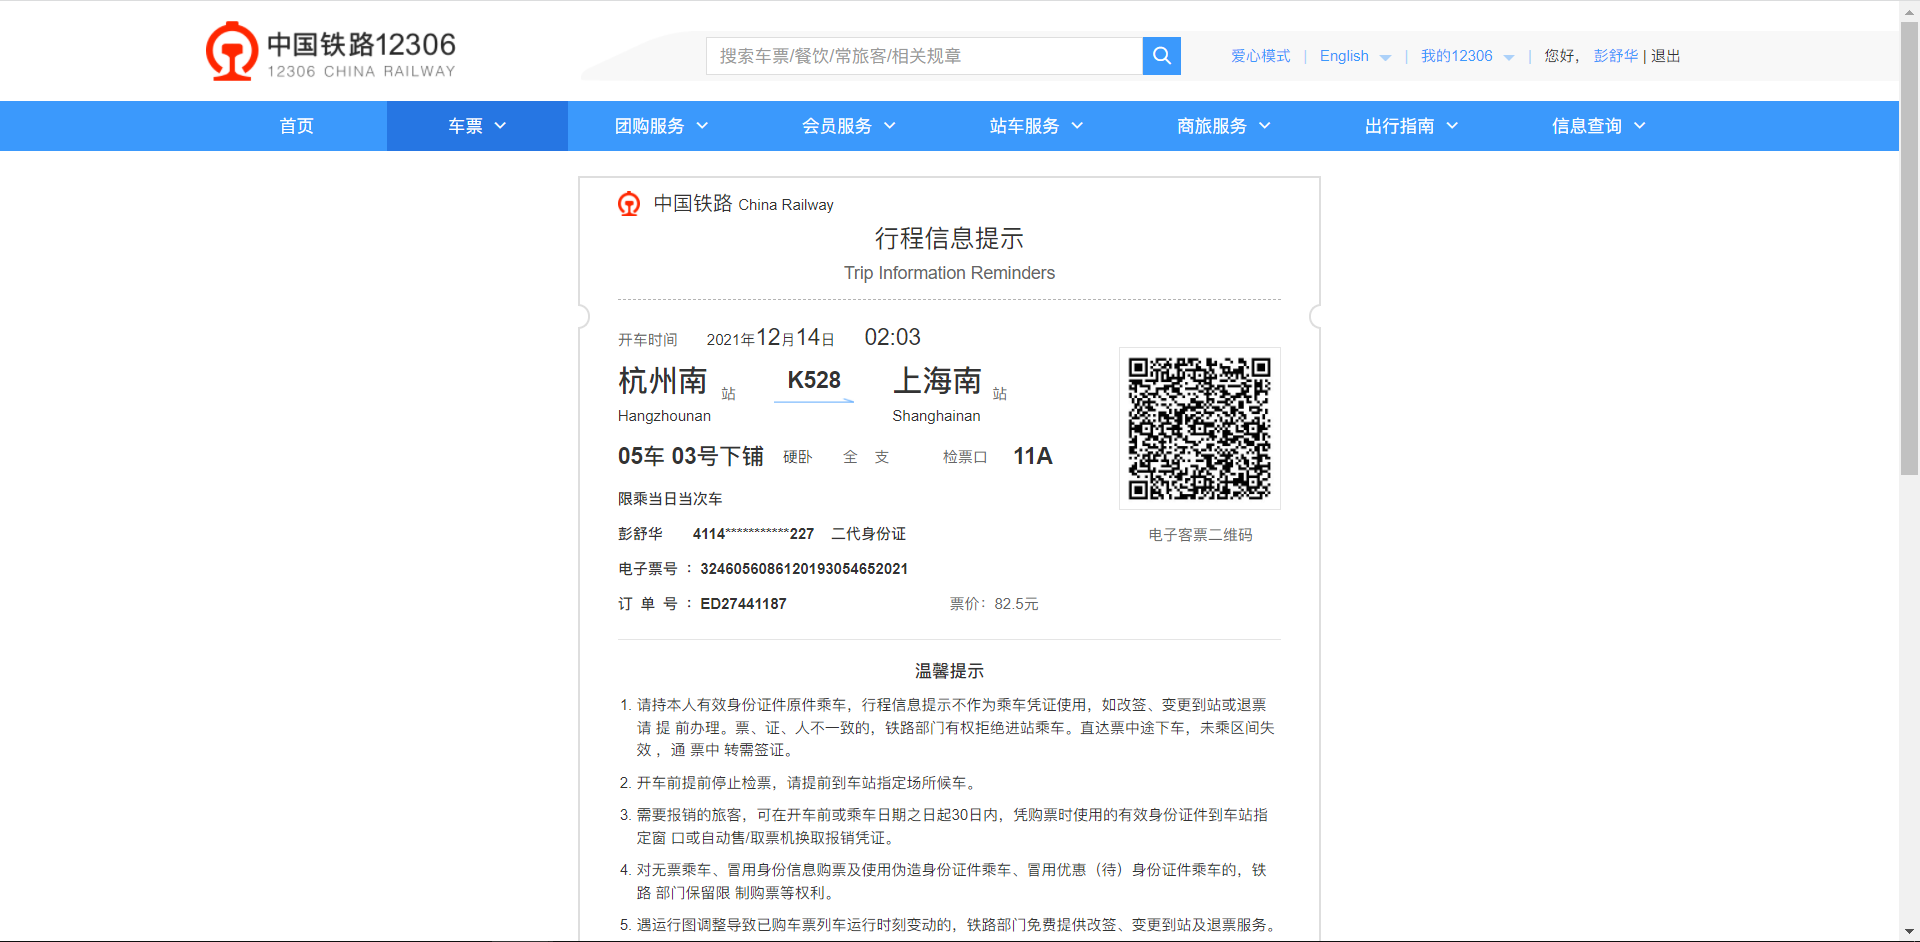 中国铁路12306
12306 CHINA RAILWAY
搜索车票/餐饮/常旅客/相关规章
爱心模式 | English | 我的12306 | 您好， 彭舒华 | 退出
首页 车票 团购服务 会员服务 站车服务 商旅服务 出行指南 信息查询
中国铁路 China Railway
行程信息提示
Trip Information Reminders
开车时间 2021年12月14日 02:03
杭州南 站 K528 上海南 站
Hangzhounan Shanghainan
05车 03号下铺 硬卧 全 支 检票口 11A
限乘当日当次车
彭舒华 4114***********227 二代身份证
电子客票二维码
电子票号 ： 3246056086120193054652021
订 单 号 ： ED27441187 票价：82.5元
温馨提示
1. 请持本人有效身份证件原件乘车，行程信息提示不作为乘车凭证使用，如改签、变更到站或退票
请 提 前办理。票、证、人不一致的，铁路部门有权拒绝进站乘车。直达票中途下车，未乘区间失
效 ，通 票中 转需签证。
2. 开车前提前停止检票，请提前到车站指定场所候车。
3. 需要报销的旅客，可在开车前或乘车日期之日起30日内，凭购票时使用的有效身份证件到车站指
定窗 口或自动售/取票机换取报销凭证。
4. 对无票乘车、冒用身份信息购票及使用伪造身份证件乘车、冒用优惠（待）身份证件乘车的，铁
路 部门保留限 制购票等权利。
5. 遇运行图调整导致已购车票列车运行时刻变动的，铁路部门免费提供改签、变更到站及退票服务。